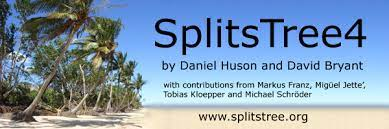 SplitsTree4
by Daniel Huson and David Bryant
with contributions from Markus Franz, Migüel Jette',
Tobias Kloepper and Michael Schröder
www.splitstree.org